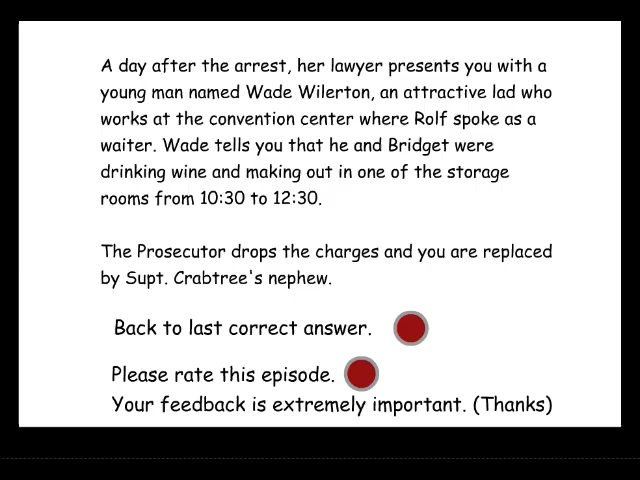 A day after the arrest, her lawyer presents you with a
young man named Wade Wilerton, an attractive lad who
works at the convention center where Rolf spoke as a
waiter. Wade tells you that he and Bridget were
drinking wine and making out in one of the storage
rooms from 10:30 to 12:30.
The Prosecutor drops the charges and you are replaced
by Supt. Crabtree's nephew.
Back to last correct answer.
Please rate this episode.
Your feedback is extremely important. (Thanks)